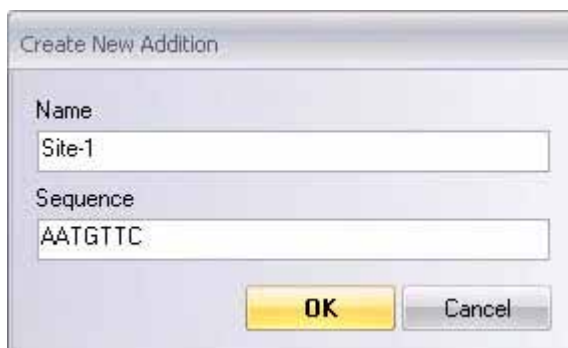 Create New Addition
Name
Site-1
Sequence
AATGTTC
OK Cancel